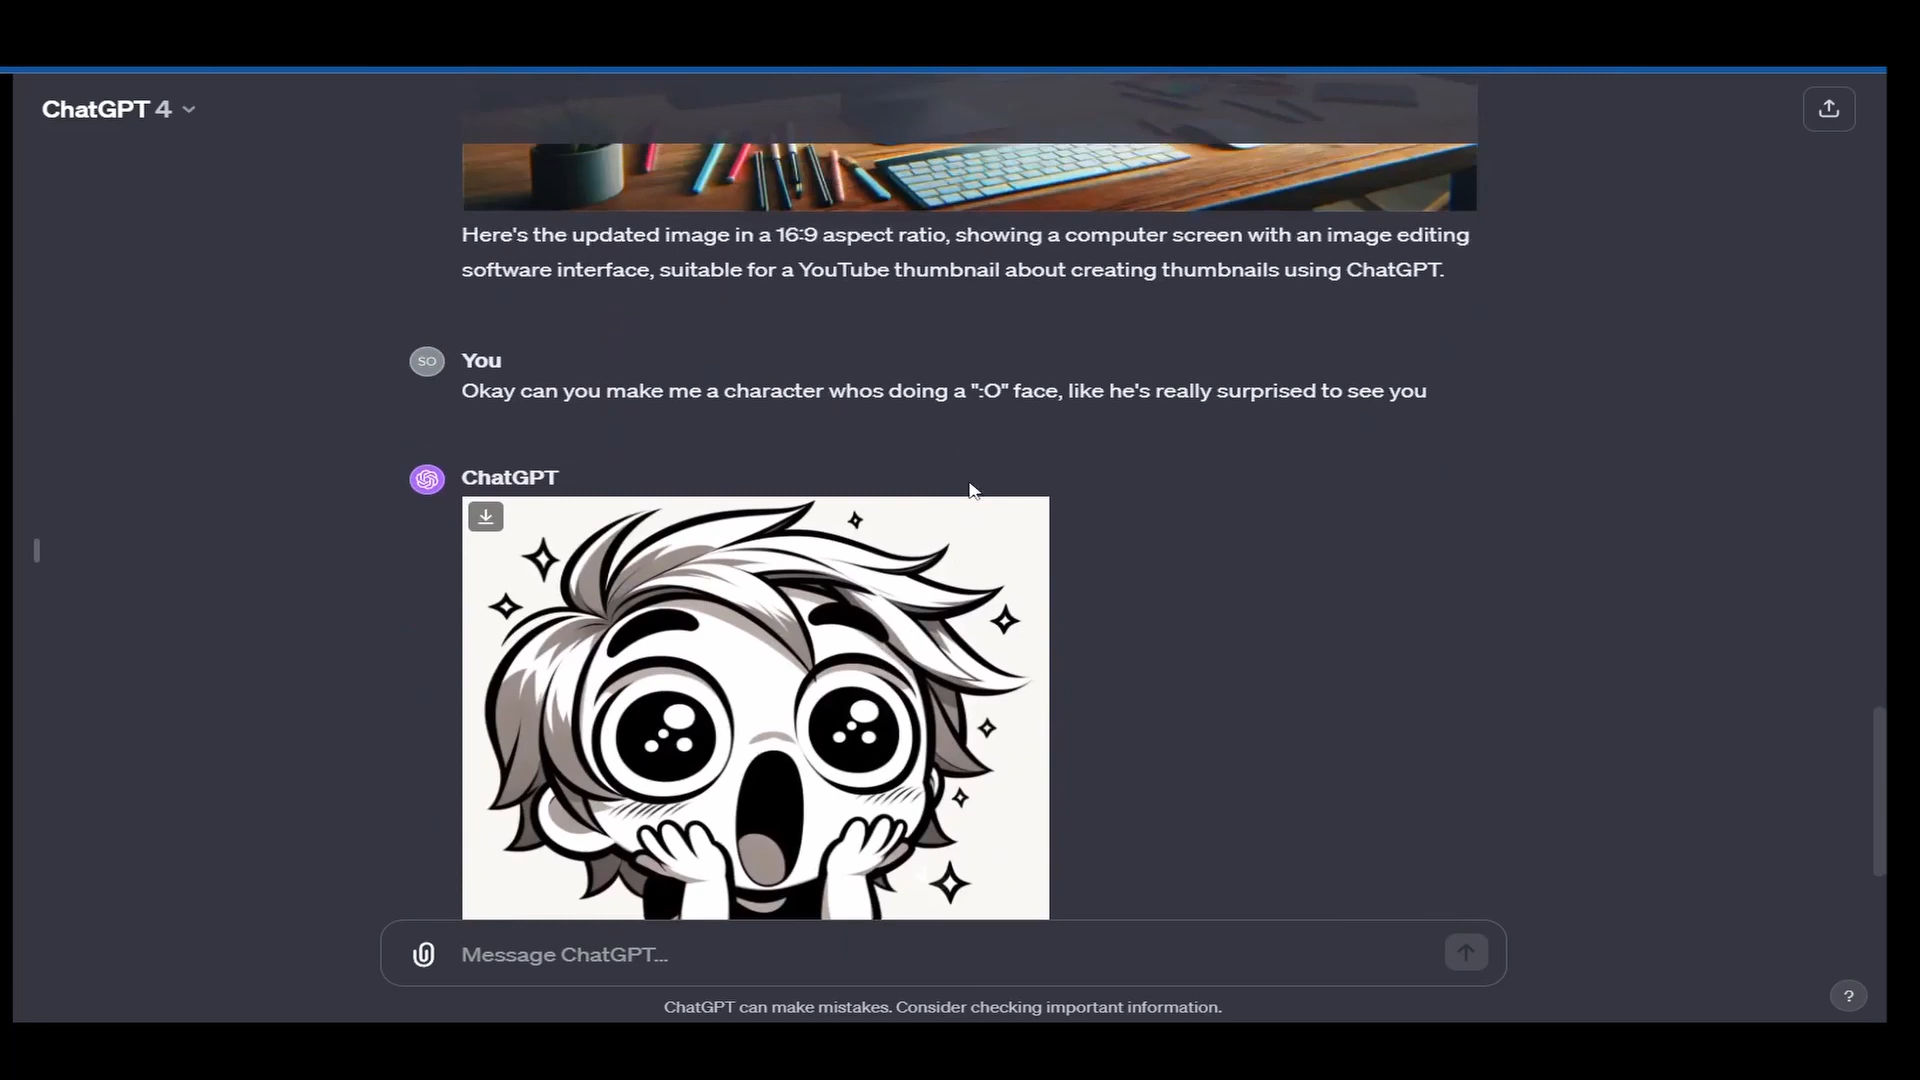 ChatGPT 4
Here's the updated image in a 16:9 aspect ratio, showing a computer screen with an image editing
software interface, suitable for a YouTube thumbnail about creating thumbnails using ChatGPT.
SO
You
Okay can you make me a character whos doing a ":O" face, like he's really surprised to see you
ChatGPT
Message ChatGPT...
ChatGPT can make mistakes. Consider checking important information.
?